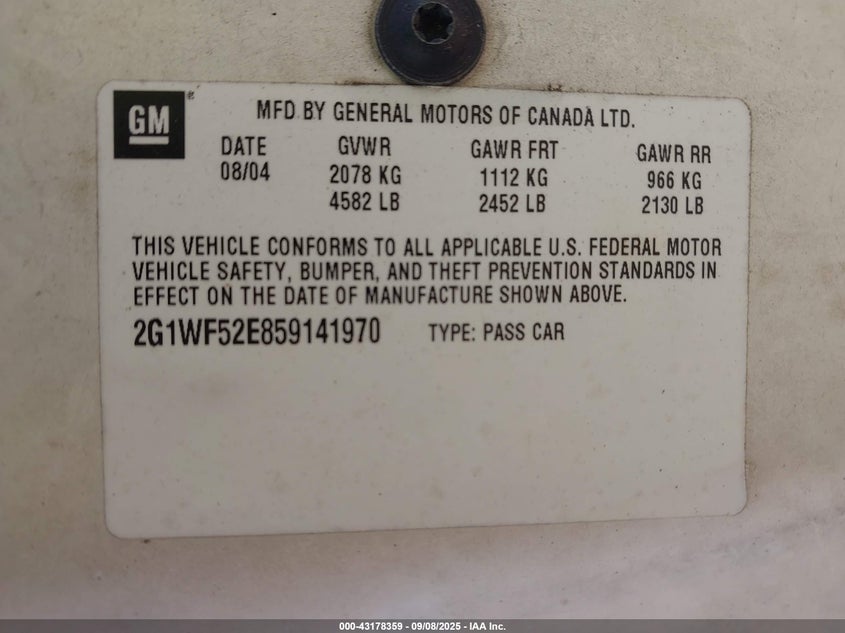 GM
MFD BY GENERAL MOTORS OF CANADA LTD.
DATE GVWR GAWR FRT GAWR RR
08/04 2078 KG 1112 KG 966 KG
4582 LB 2452 LB 2130 LB
THIS VEHICLE CONFORMS TO ALL APPLICABLE U.S. FEDERAL MOTOR
VEHICLE SAFETY, BUMPER, AND THEFT PREVENTION STANDARDS IN
EFFECT ON THE DATE OF MANUFACTURE SHOWN ABOVE.
2G1WF52E859141970 TYPE: PASS CAR
000-43178359 - 09/08/2025 - IAA Inc.